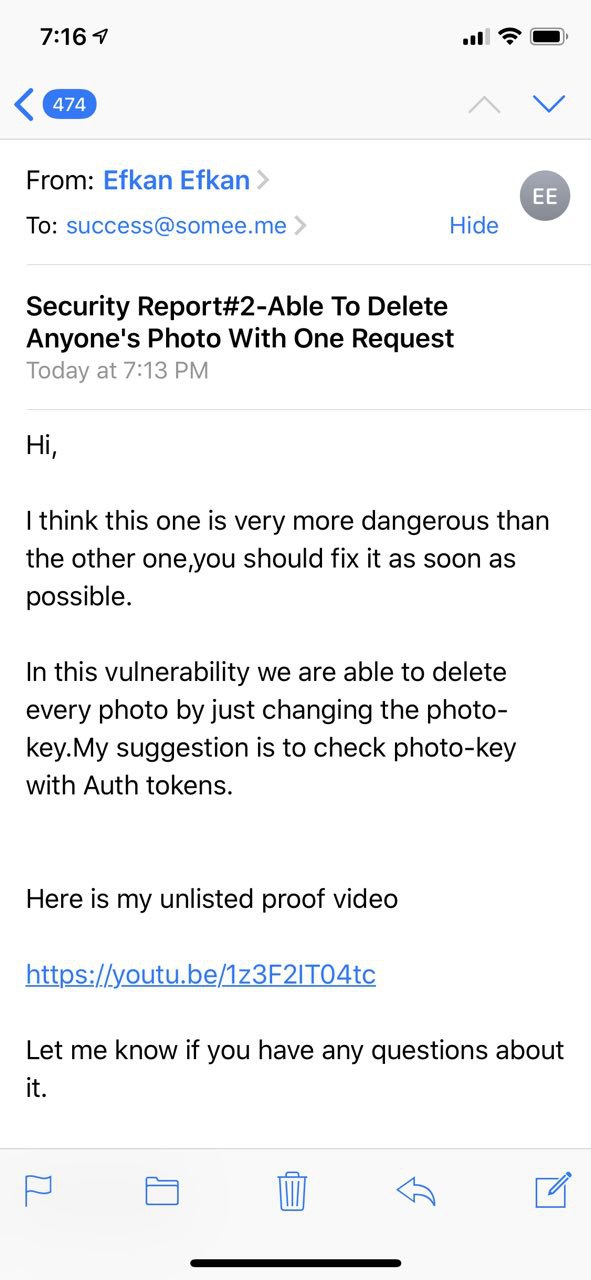 7:16
474
From: Efkan Efkan
EE
To: success@somee.me
Hide
Security Report#2-Able To Delete
Anyone's Photo With One Request
Today at 7:13 PM
Hi,
I think this one is very more dangerous than
the other one,you should fix it as soon as
possible.
In this vulnerability we are able to delete
every photo by just changing the photo-
key.My suggestion is to check photo-key
with Auth tokens.
Here is my unlisted proof video
https://youtu.be/1z3F2IT04tc
Let me know if you have any questions about
it.